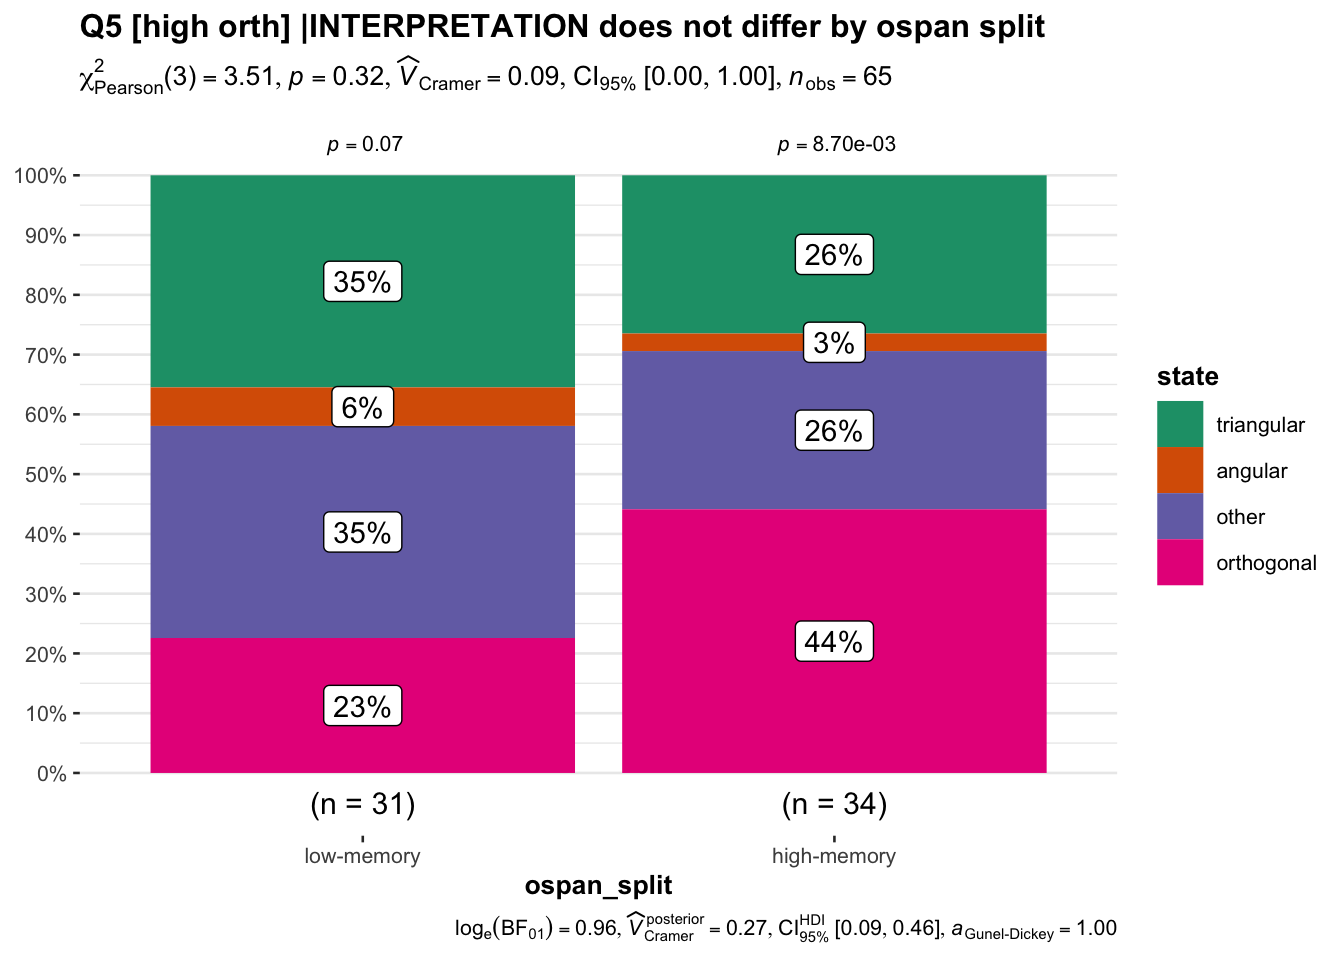 Q5 [high orth] |INTERPRETATION does not differ by ospan split
χ²Pearson(3) = 3.51, p = 0.32, V̂Cramer = 0.09, CI95% [0.00, 1.00], nobs = 65
p = 0.07 p = 8.70e-03
100%
90%
80%
70%
60%
50%
40%
30%
20%
10%
0%
35%
6%
35%
23%
26%
3%
26%
44%
(n = 31) (n = 34)
low-memory high-memory
ospan_split
state
triangular
angular
other
orthogonal
loge(BF01) = 0.96, V̂posteriorCramer = 0.27, CIHDI95% [0.09, 0.46], aGunel-Dickey = 1.00